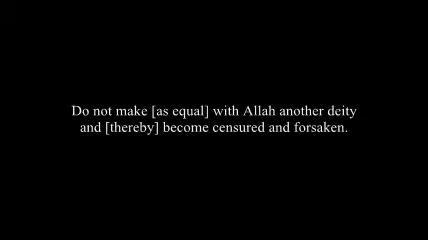 Do not make [as equal] with Allah another deity
and [thereby] become censured and forsaken.